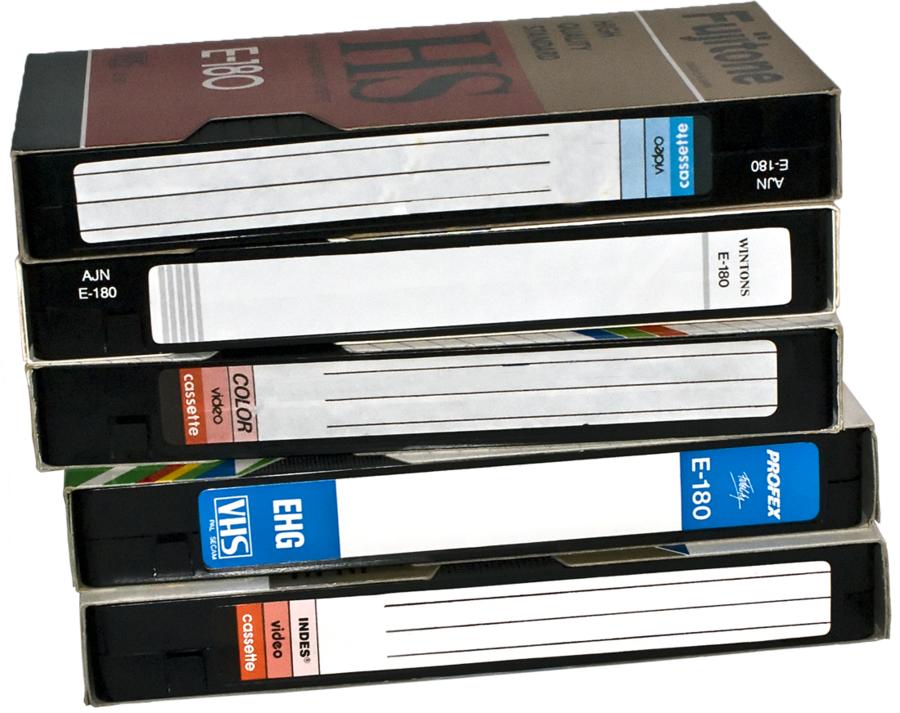 Fujitone
HIGH
QUALITY
STANDARD
HS
E-180
video
cassette
AJN
E-180
AJN
E-180
WINTONS
E-180
cassette
video
COLOR
VHS
PAL SECAM
EHG
E-180
PROFEX
cassette
video
INDES®